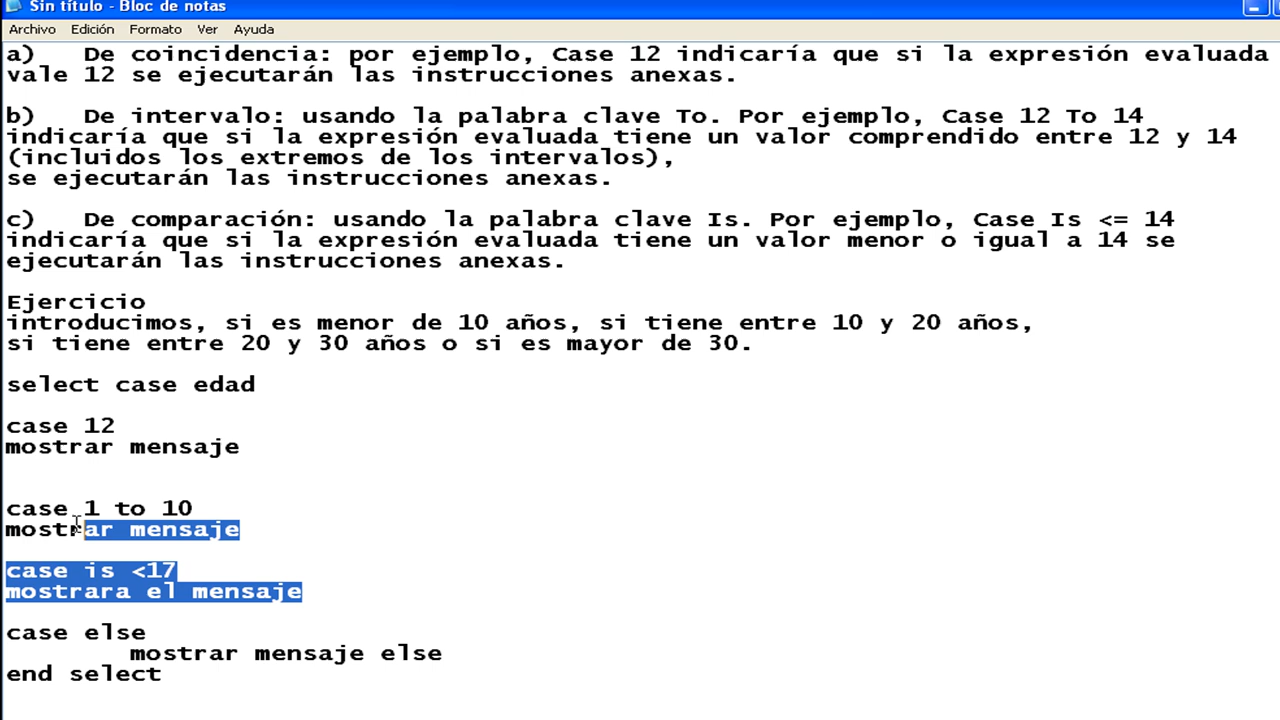 Sin título - Bloc de notas
Archivo Edición Formato Ver Ayuda
a) De coincidencia: por ejemplo, Case 12 indicaría que si la expresión evaluada
vale 12 se ejecutarán las instrucciones anexas.
b) De intervalo: usando la palabra clave To. Por ejemplo, Case 12 To 14
indicaría que si la expresión evaluada tiene un valor comprendido entre 12 y 14
(incluidos los extremos de los intervalos),
se ejecutarán las instrucciones anexas.
c) De comparación: usando la palabra clave Is. Por ejemplo, Case Is <= 14
indicaría que si la expresión evaluada tiene un valor menor o igual a 14 se
ejecutarán las instrucciones anexas.
Ejercicio
introducimos, si es menor de 10 años, si tiene entre 10 y 20 años,
si tiene entre 20 y 30 años o si es mayor de 30.
select case edad
case 12
mostrar mensaje
case 1 to 10
mostrar mensaje
case is <17
mostrara el mensaje
case else
mostrar mensaje else
end select